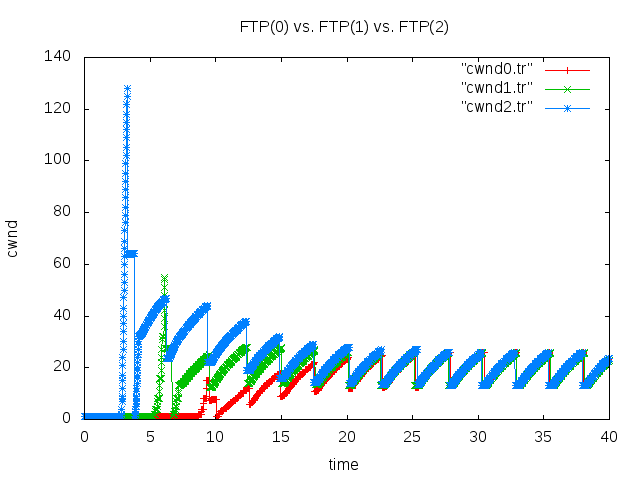 FTP(0) vs. FTP(1) vs. FTP(2)
140
120
100
80
60
40
20
0
cwnd
"cwnd0.tr"
"cwnd1.tr"
"cwnd2.tr"
0 5 10 15 20 25 30 35 40
time